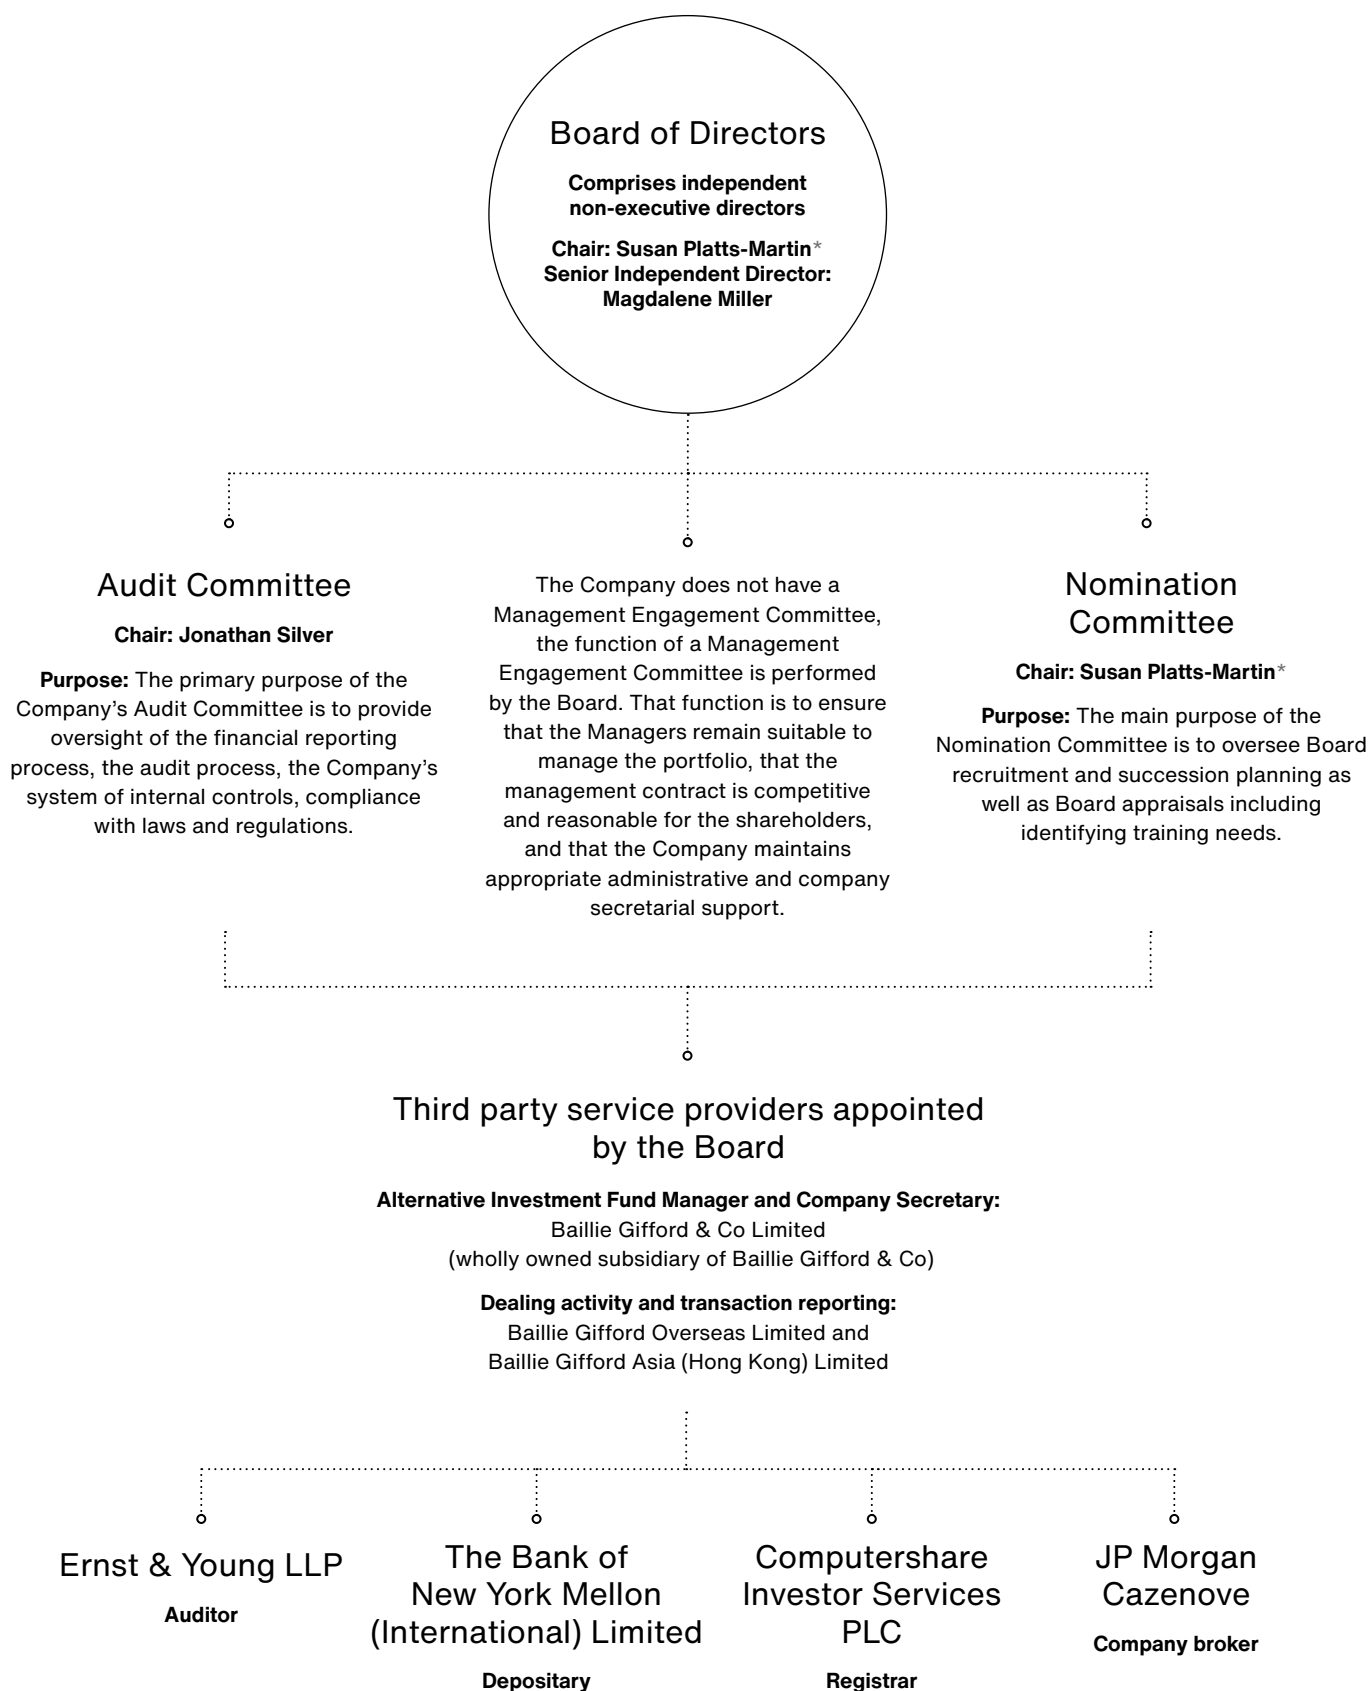 Board of Directors
Comprises independent
non-executive directors
Chair: Susan Platts-Martin*
Senior Independent Director:
Magdalene Miller
Audit Committee
Chair: Jonathan Silver
Purpose: The primary purpose of the
Company’s Audit Committee is to provide
oversight of the financial reporting
process, the audit process, the Company’s
system of internal controls, compliance
with laws and regulations.
The Company does not have a
Management Engagement Committee,
the function of a Management
Engagement Committee is performed
by the Board. That function is to ensure
that the Managers remain suitable to
manage the portfolio, that the
management contract is competitive
and reasonable for the shareholders,
and that the Company maintains
appropriate administrative and company
secretarial support.
Nomination
Committee
Chair: Susan Platts-Martin*
Purpose: The main purpose of the
Nomination Committee is to oversee Board
recruitment and succession planning as
well as Board appraisals including
identifying training needs.
Third party service providers appointed
by the Board
Alternative Investment Fund Manager and Company Secretary:
Baillie Gifford & Co Limited
(wholly owned subsidiary of Baillie Gifford & Co)
Dealing activity and transaction reporting:
Baillie Gifford Overseas Limited and
Baillie Gifford Asia (Hong Kong) Limited
Ernst & Young LLP
Auditor
The Bank of
New York Mellon
(International) Limited
Depositary
Computershare
Investor Services
PLC
Registrar
JP Morgan
Cazenove
Company broker